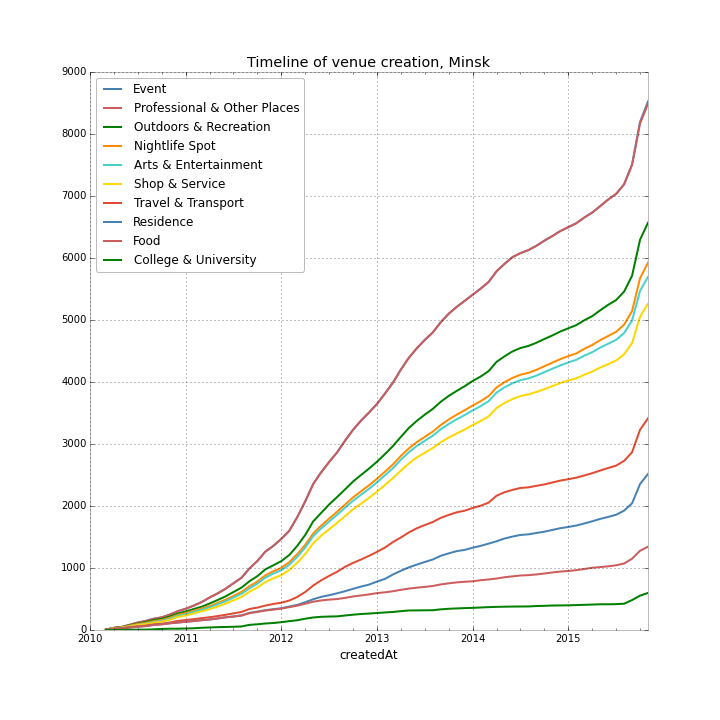 Timeline of venue creation, Minsk
9000
8000
7000
6000
5000
4000
3000
2000
1000
0
Event
Professional & Other Places
Outdoors & Recreation
Nightlife Spot
Arts & Entertainment
Shop & Service
Travel & Transport
Residence
Food
College & University
2010 2011 2012 2013 2014 2015
createdAt